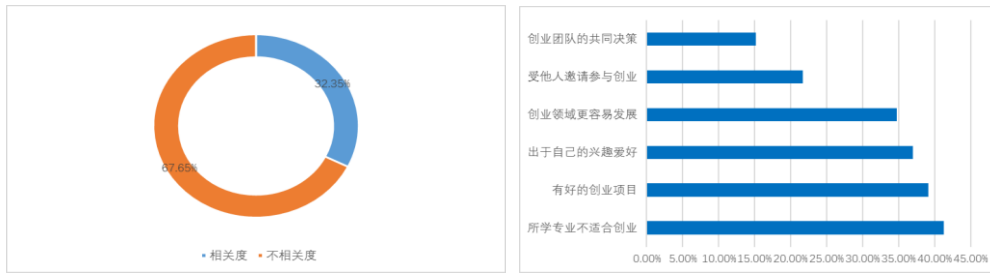 32.35%
67.65%
相关度 不相关度
创业团队的共同决策
受他人邀请参与创业
创业领域更容易发展
出于自己的兴趣爱好
有好的创业项目
所学专业不适合创业
0.00% 5.00% 10.00% 15.00% 20.00% 25.00% 30.00% 35.00% 40.00% 45.00%